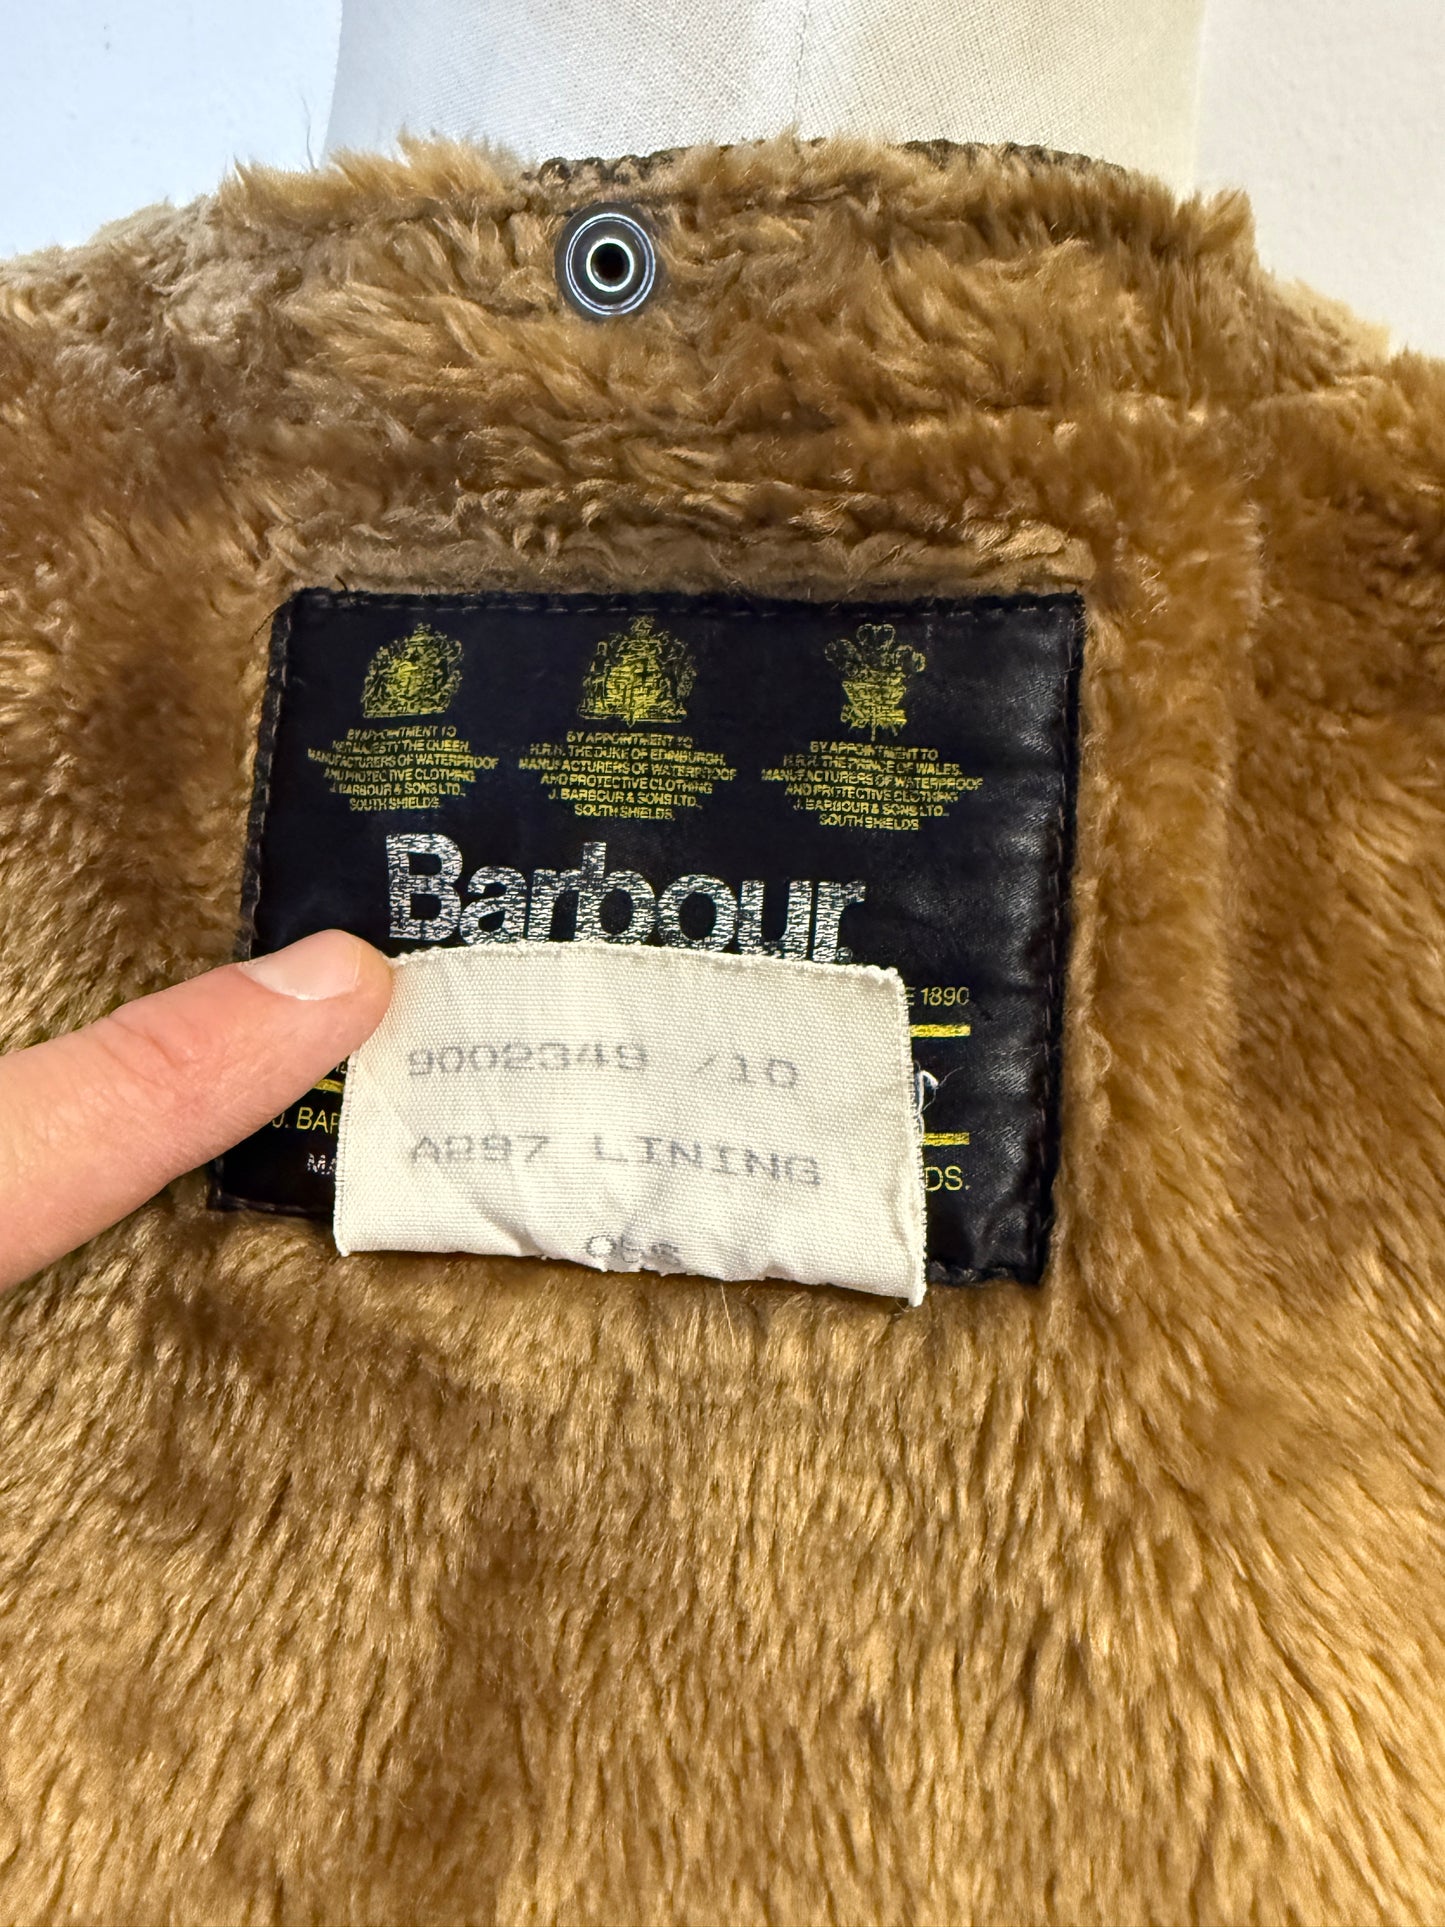 BY APPOINTMENT TO
HER MAJESTY THE QUEEN
MANUFACTURERS OF WATERPROOF
AND PROTECTIVE CLOTHING
J. BARBOUR & SONS LTD.,
SOUTH SHIELDS.
BY APPOINTMENT TO
H.R.H. THE DUKE OF EDINBURGH.
MANUFACTURERS OF WATERPROOF
AND PROTECTIVE CLOTHING
J. BARBOUR & SONS LTD.,
SOUTH SHIELDS.
BY APPOINTMENT TO
H.R.H. THE PRINCE OF WALES.
MANUFACTURERS OF WATERPROOF
AND PROTECTIVE CLOTHING,
J. BARBOUR & SONS LTD.,
SOUTH SHIELDS.
Barbour
E 1890
J. BAR
DS.
MA
9002349 /10
A297 LINING